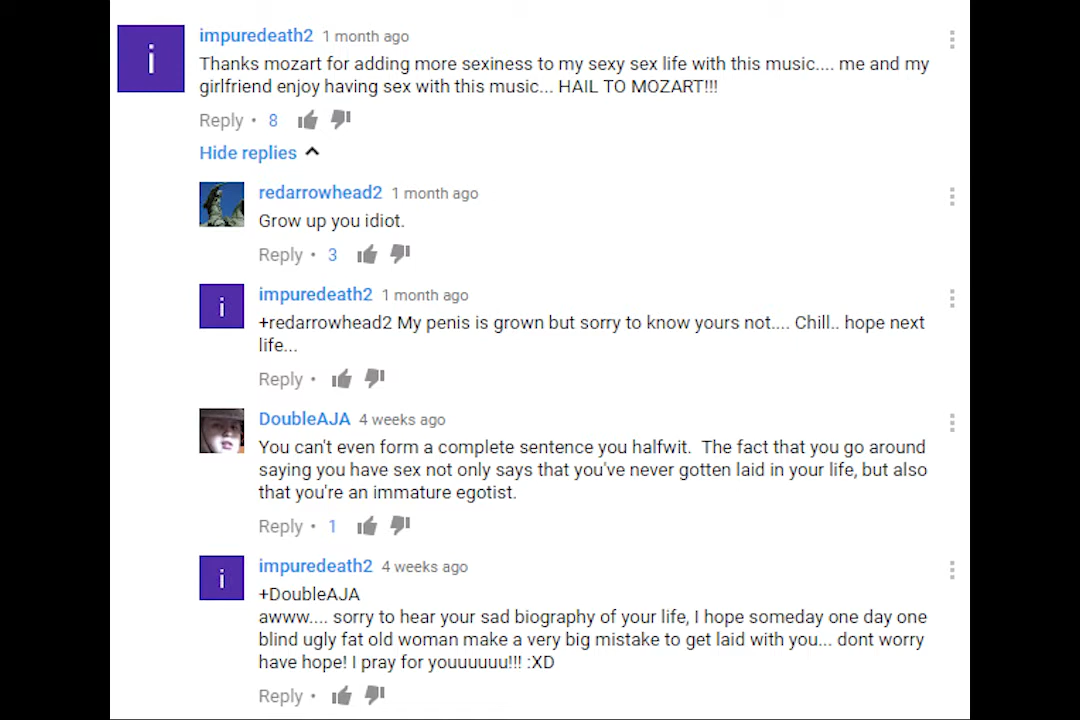 i
impuredeath2 1 month ago
Thanks mozart for adding more sexiness to my sexy sex life with this music.... me and my
girlfriend enjoy having sex with this music... HAIL TO MOZART!!!
Reply • 8
Hide replies
redarrowhead2 1 month ago
Grow up you idiot.
Reply • 3
i
impuredeath2 1 month ago
+redarrowhead2 My penis is grown but sorry to know yours not.... Chill.. hope next
life...
Reply •
DoubleAJA 4 weeks ago
You can't even form a complete sentence you halfwit.  The fact that you go around
saying you have sex not only says that you've never gotten laid in your life, but also
that you're an immature egotist.
Reply • 1
i
impuredeath2 4 weeks ago
+DoubleAJA
awww.... sorry to hear your sad biography of your life, I hope someday one day one
blind ugly fat old woman make a very big mistake to get laid with you... dont worry
have hope! I pray for youuuuuu!!! :XD
Reply •